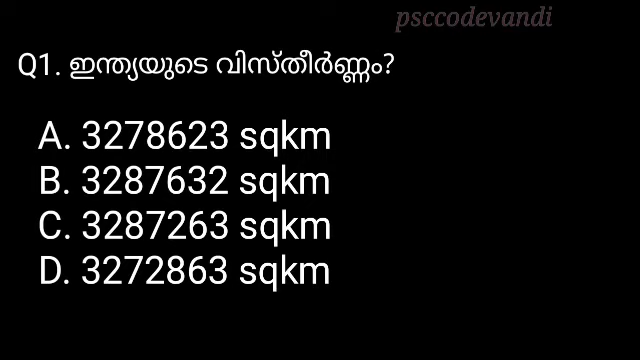 psccodevandi
Q1. ഇന്ത്യയുടെ വിസ്തീർണ്ണം?
A. 3278623 sqkm
B. 3287632 sqkm
C. 3287263 sqkm
D. 3272863 sqkm